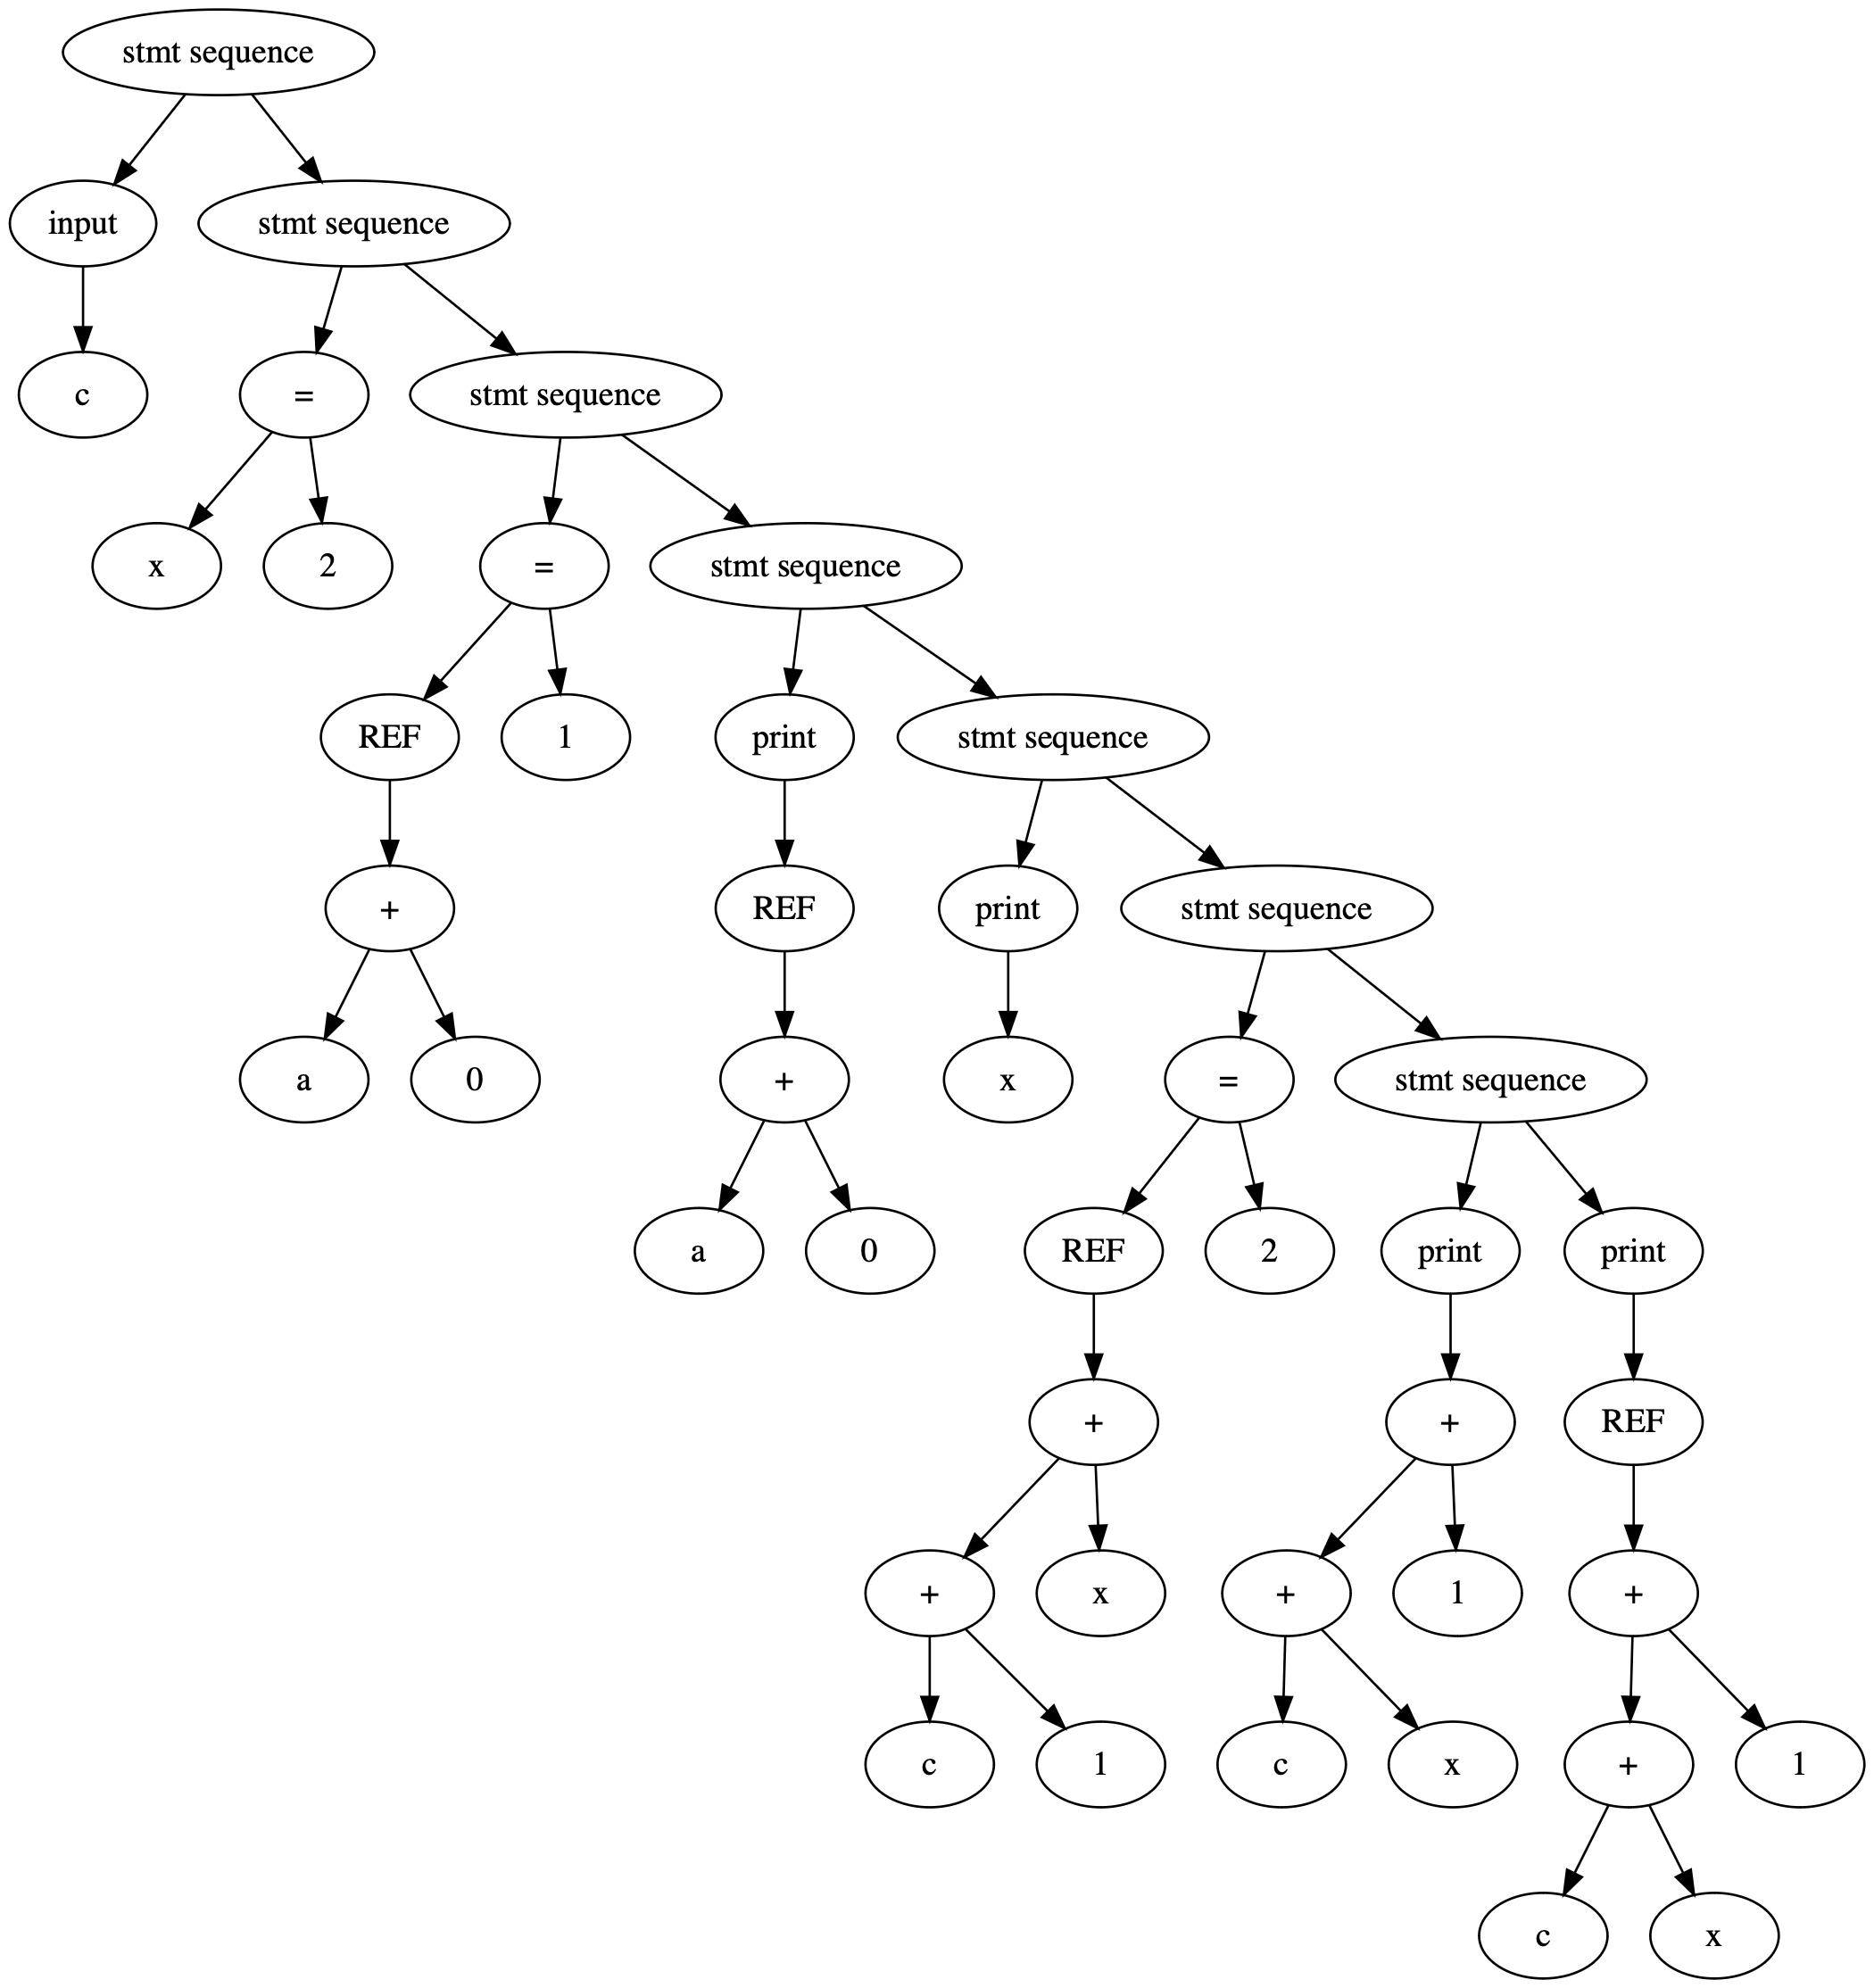 stmt sequence
input stmt sequence
c = stmt sequence
x 2 = stmt sequence
REF 1 print stmt sequence
+ REF print stmt sequence
a 0 + x = stmt sequence
a 0 REF 2 print print
+ + REF
+ x + 1 +
c 1 c x + 1
c x